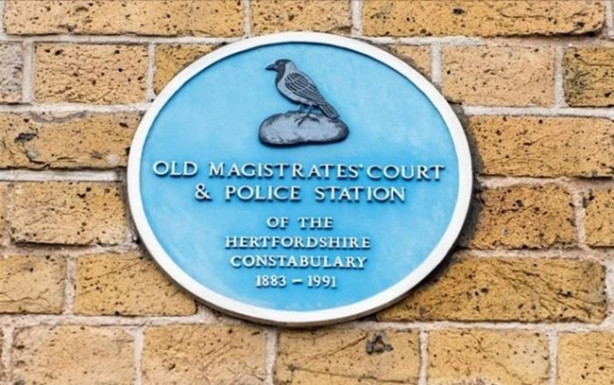 OLD MAGISTRATES' COURT
& POLICE STATION
OF THE
HERTFORDSHIRE
CONSTABULARY
1883 – 1991